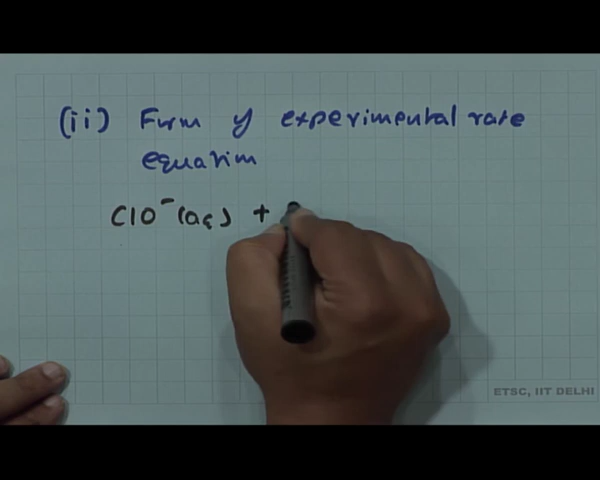 (ii) Form of experimental rate
equation
ClO⁻(aq) +
ETSC, IIT DELHI